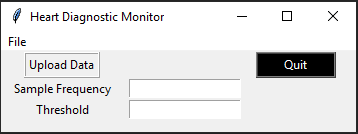 Heart Diagnostic Monitor
File
Upload Data Quit
Sample Frequency
Threshold